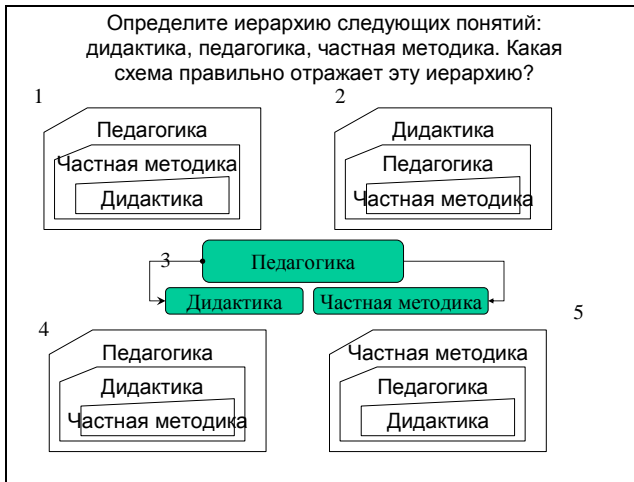 Определите иерархию следующих понятий:
дидактика, педагогика, частная методика. Какая
схема правильно отражает эту иерархию?
1
Педагогика
Частная методика
Дидактика
2
Дидактика
Педагогика
Частная методика
3
Педагогика
Дидактика
Частная методика
4
Педагогика
Дидактика
Частная методика
5
Частная методика
Педагогика
Дидактика